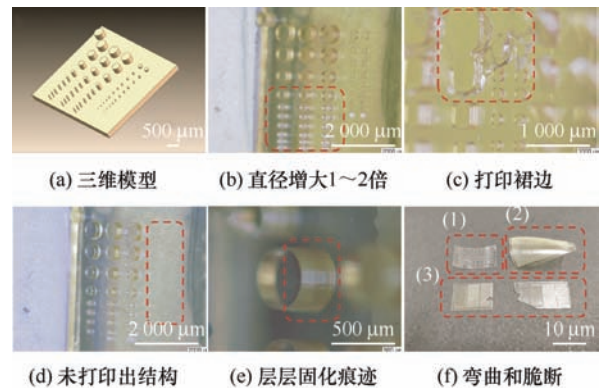 500 μm
2 000 μm
1 000 μm
(a) 三维模型
(b) 直径增大1～2倍
(c) 打印裙边
2 000 μm
500 μm
(1)
(2)
(3)
10 μm
(d) 未打印出结构
(e) 层层固化痕迹
(f) 弯曲和脆断